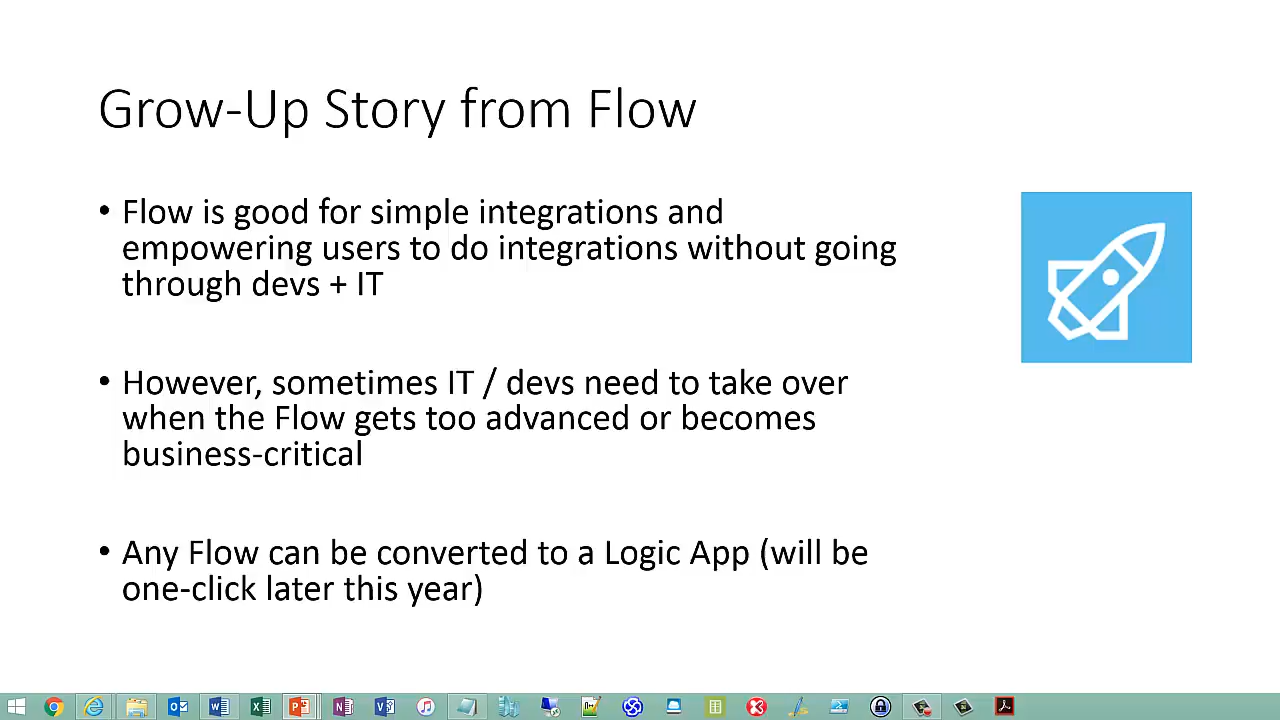 Grow-Up Story from Flow
• Flow is good for simple integrations and
empowering users to do integrations without going
through devs + IT
• However, sometimes IT / devs need to take over
when the Flow gets too advanced or becomes
business-critical
• Any Flow can be converted to a Logic App (will be
one-click later this year)